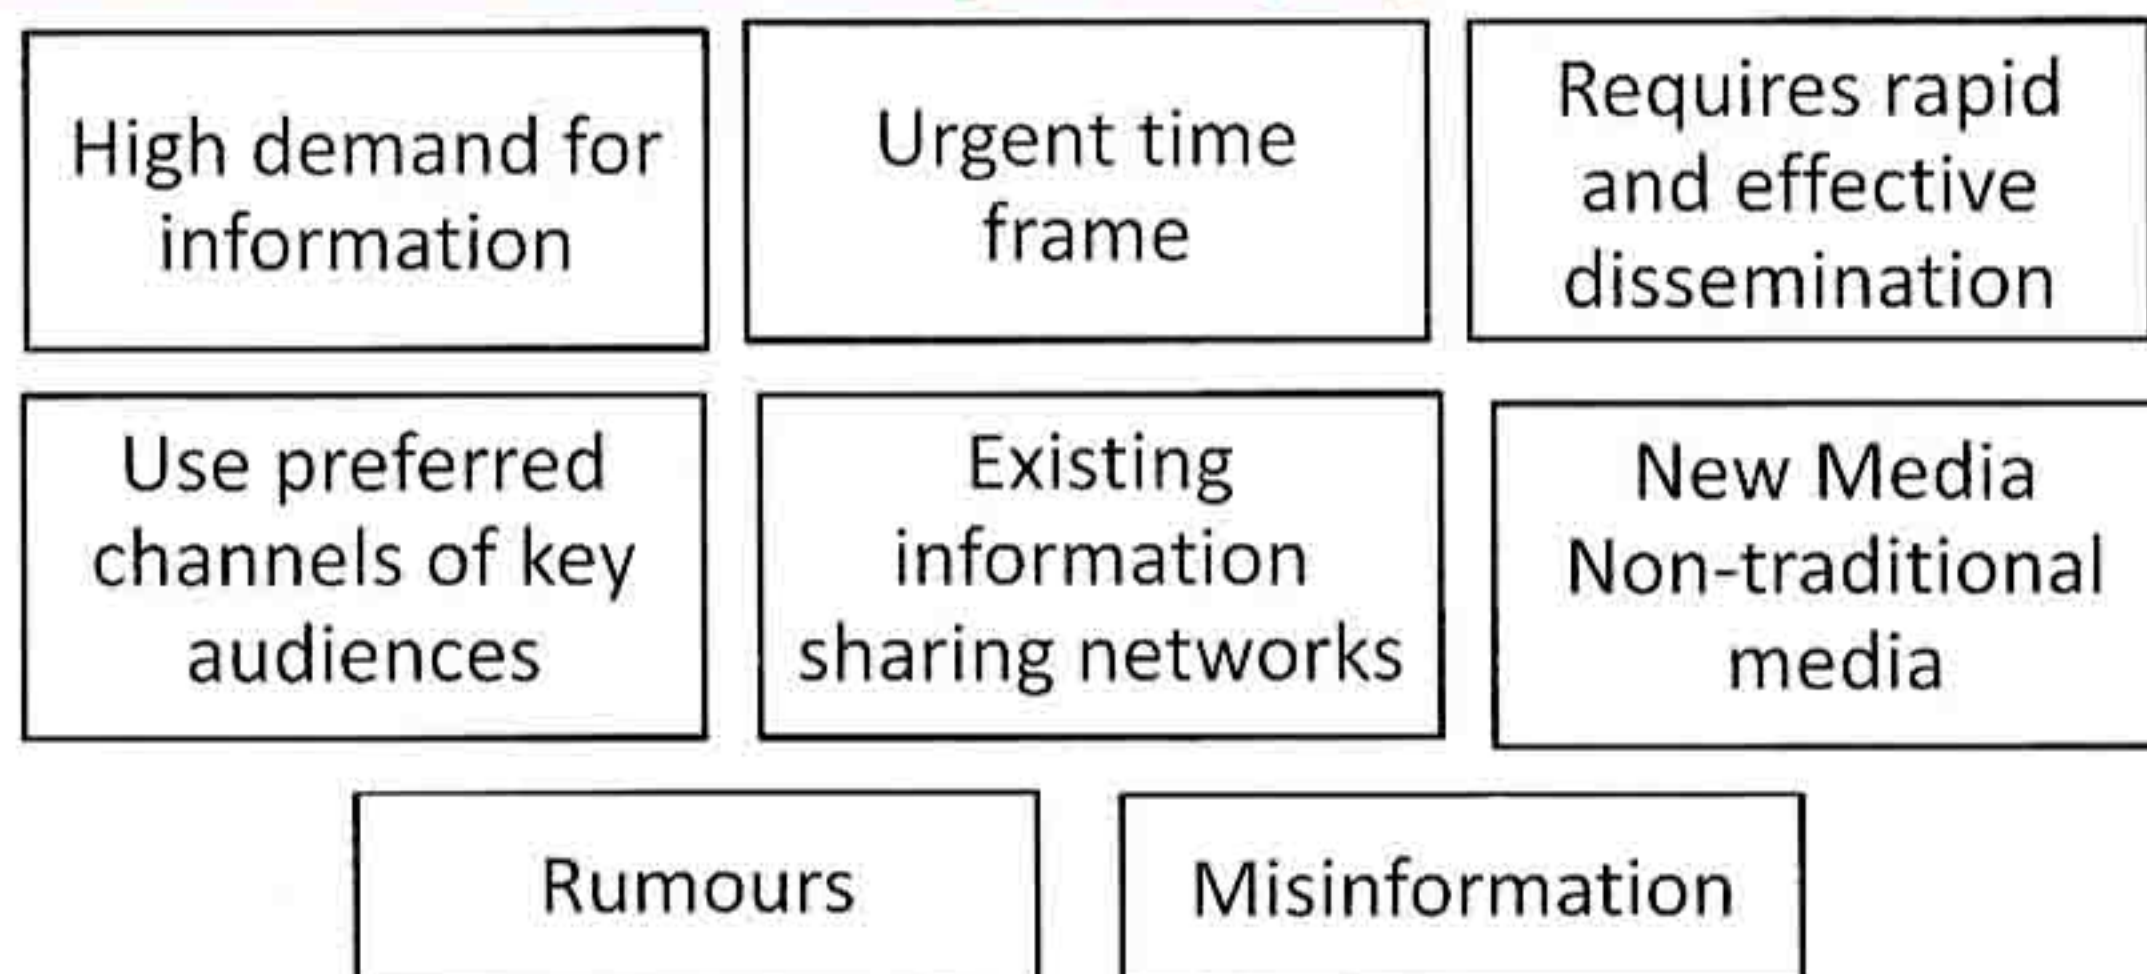 High demand for
information
Urgent time
frame
Requires rapid
and effective
dissemination
Use preferred
channels of key
audiences
Existing
information
sharing networks
New Media
Non-traditional
media
Rumours
Misinformation